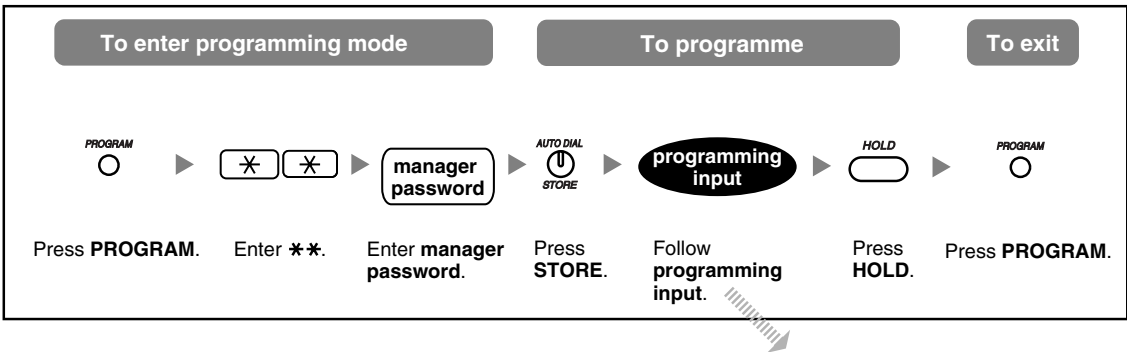 To enter programming mode
To programme
To exit
PROGRAM
manager
password
AUTO DIAL
STORE
programming
input
HOLD
PROGRAM
Press PROGRAM.
Enter ✱✱.
Enter manager
password.
Press
STORE.
Follow
programming
input.
Press
HOLD.
Press PROGRAM.